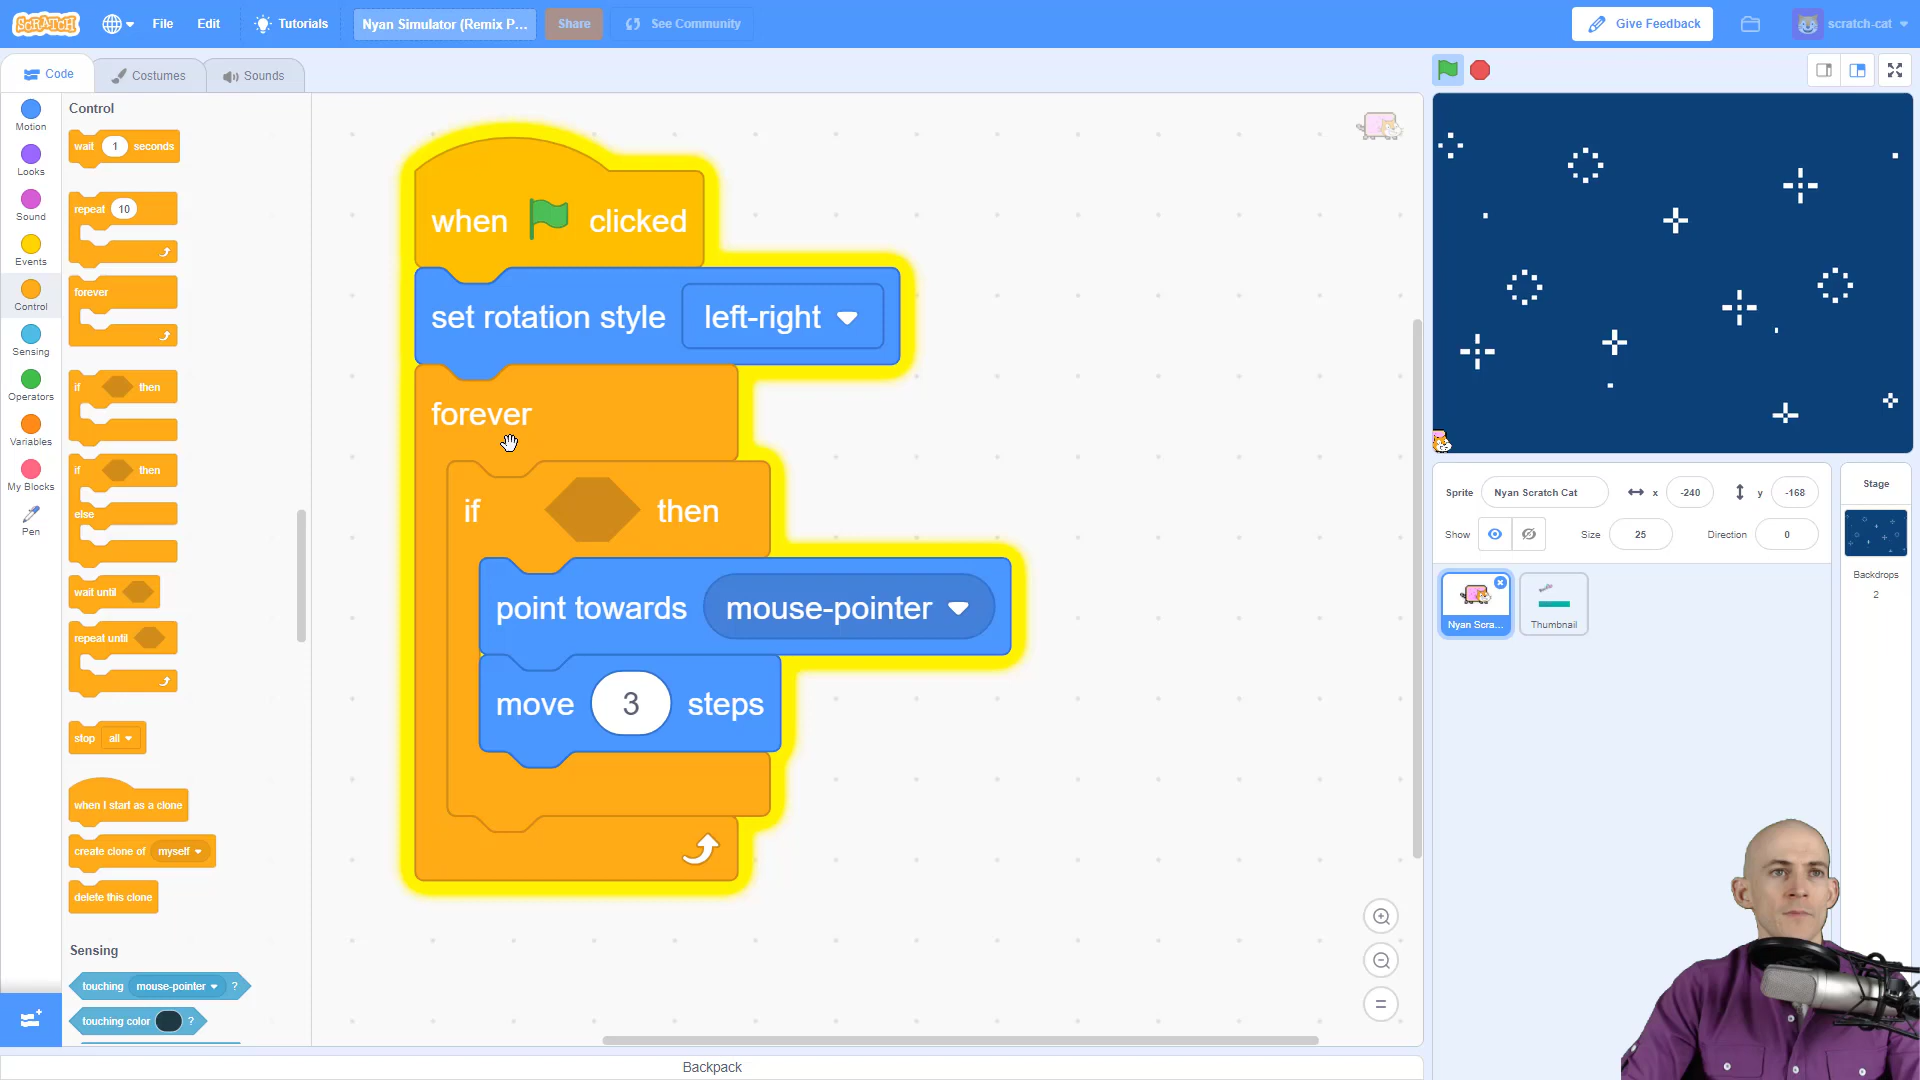 SCRATCH
File
Edit
Tutorials
Nyan Simulator (Remix P...
Share
See Community
Give Feedback
scratch-cat
Code
Costumes
Sounds
Motion
Looks
Sound
Events
Control
Sensing
Operators
Variables
My Blocks
Pen
Control
wait 1 seconds
repeat 10
forever
if then
if then
else
wait until
repeat until
stop all
when I start as a clone
create clone of myself
delete this clone
Sensing
touching mouse-pointer ?
touching color ?
when clicked
set rotation style left-right
forever
if then
point towards mouse-pointer
move 3 steps
Backpack
Sprite Nyan Scratch Cat x -240 y -168
Show Size 25 Direction 0
Nyan Scra...
Thumbnail
Stage
Backdrops
2